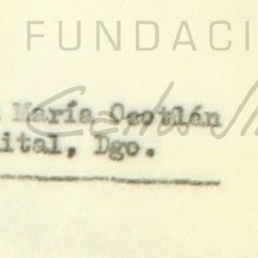 FUNDACI
María Ocotlán
ital, Dgo.